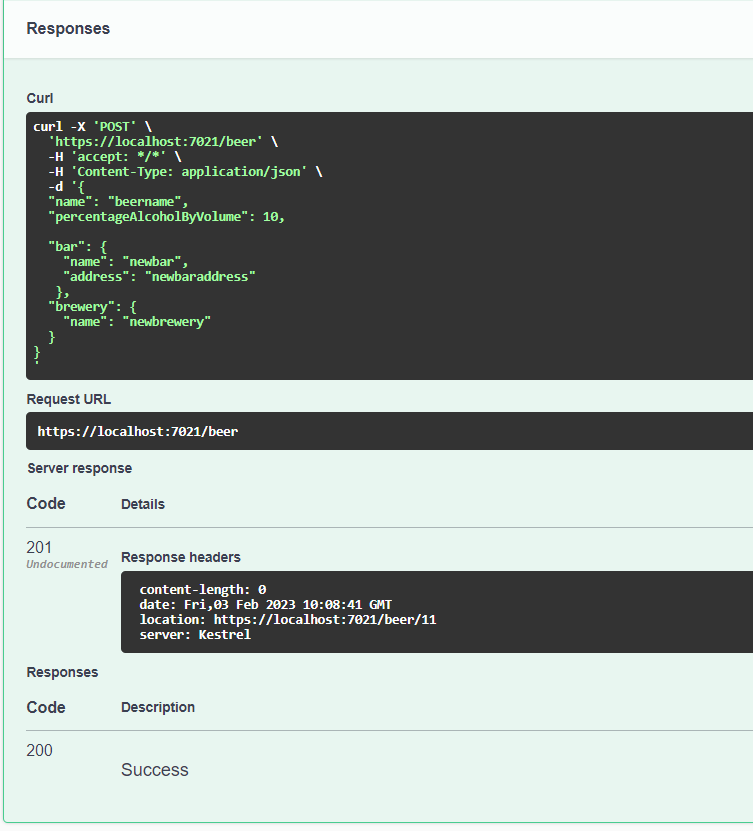 Responses
Curl
curl -X 'POST' \
  'https://localhost:7021/beer' \
  -H 'accept: */*' \
  -H 'Content-Type: application/json' \
  -d '{
  "name": "beername",
  "percentageAlcoholByVolume": 10,
  "bar": {
    "name": "newbar",
    "address": "newbaraddress"
   },
  "brewery": {
    "name": "newbrewery"
  }
}
'
Request URL
https://localhost:7021/beer
Server response
Code Details
201
Undocumented
Response headers
content-length: 0
date: Fri,03 Feb 2023 10:08:41 GMT
location: https://localhost:7021/beer/11
server: Kestrel
Responses
Code Description
200
Success